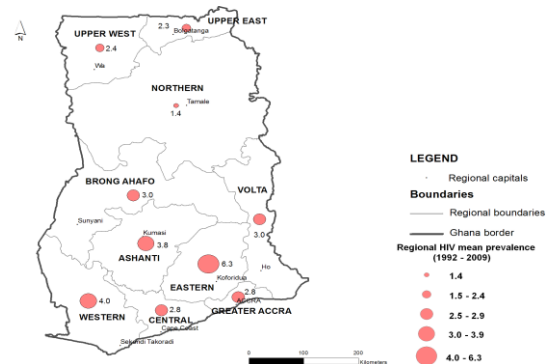 N
UPPER EAST
2.3
Bolgatanga
UPPER WEST
2.4
Wa
NORTHERN
Tamale
1.4
BRONG AHAFO
3.0
VOLTA
3.0
Sunyani
Kumasi
3.8
ASHANTI
6.3
EASTERN
Koforidua
Ho
2.8
ACCRA
GREATER ACCRA
4.0
WESTERN
2.8
CENTRAL
Cape Coast
Sekondi Takoradi
0
100
200
Kilometers
LEGEND
Regional capitals
Boundaries
Regional boundaries
Ghana border
Regional HIV mean prevalence
(1992 - 2009)
1.4
1.5 - 2.4
2.5 - 2.9
3.0 - 3.9
4.0 - 6.3